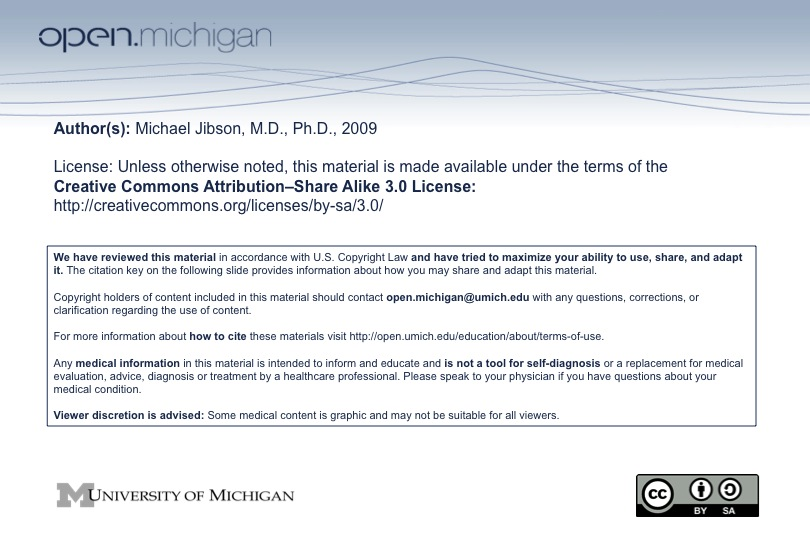 open.michigan
Author(s): Michael Jibson, M.D., Ph.D., 2009
License: Unless otherwise noted, this material is made available under the terms of the
Creative Commons Attribution–Share Alike 3.0 License:
http://creativecommons.org/licenses/by-sa/3.0/
We have reviewed this material in accordance with U.S. Copyright Law and have tried to maximize your ability to use, share, and adapt
it. The citation key on the following slide provides information about how you may share and adapt this material.
Copyright holders of content included in this material should contact open.michigan@umich.edu with any questions, corrections, or
clarification regarding the use of content.
For more information about how to cite these materials visit http://open.umich.edu/education/about/terms-of-use.
Any medical information in this material is intended to inform and educate and is not a tool for self-diagnosis or a replacement for medical
evaluation, advice, diagnosis or treatment by a healthcare professional. Please speak to your physician if you have questions about your
medical condition.
Viewer discretion is advised: Some medical content is graphic and may not be suitable for all viewers.
M UNIVERSITY OF MICHIGAN
cc
BY SA